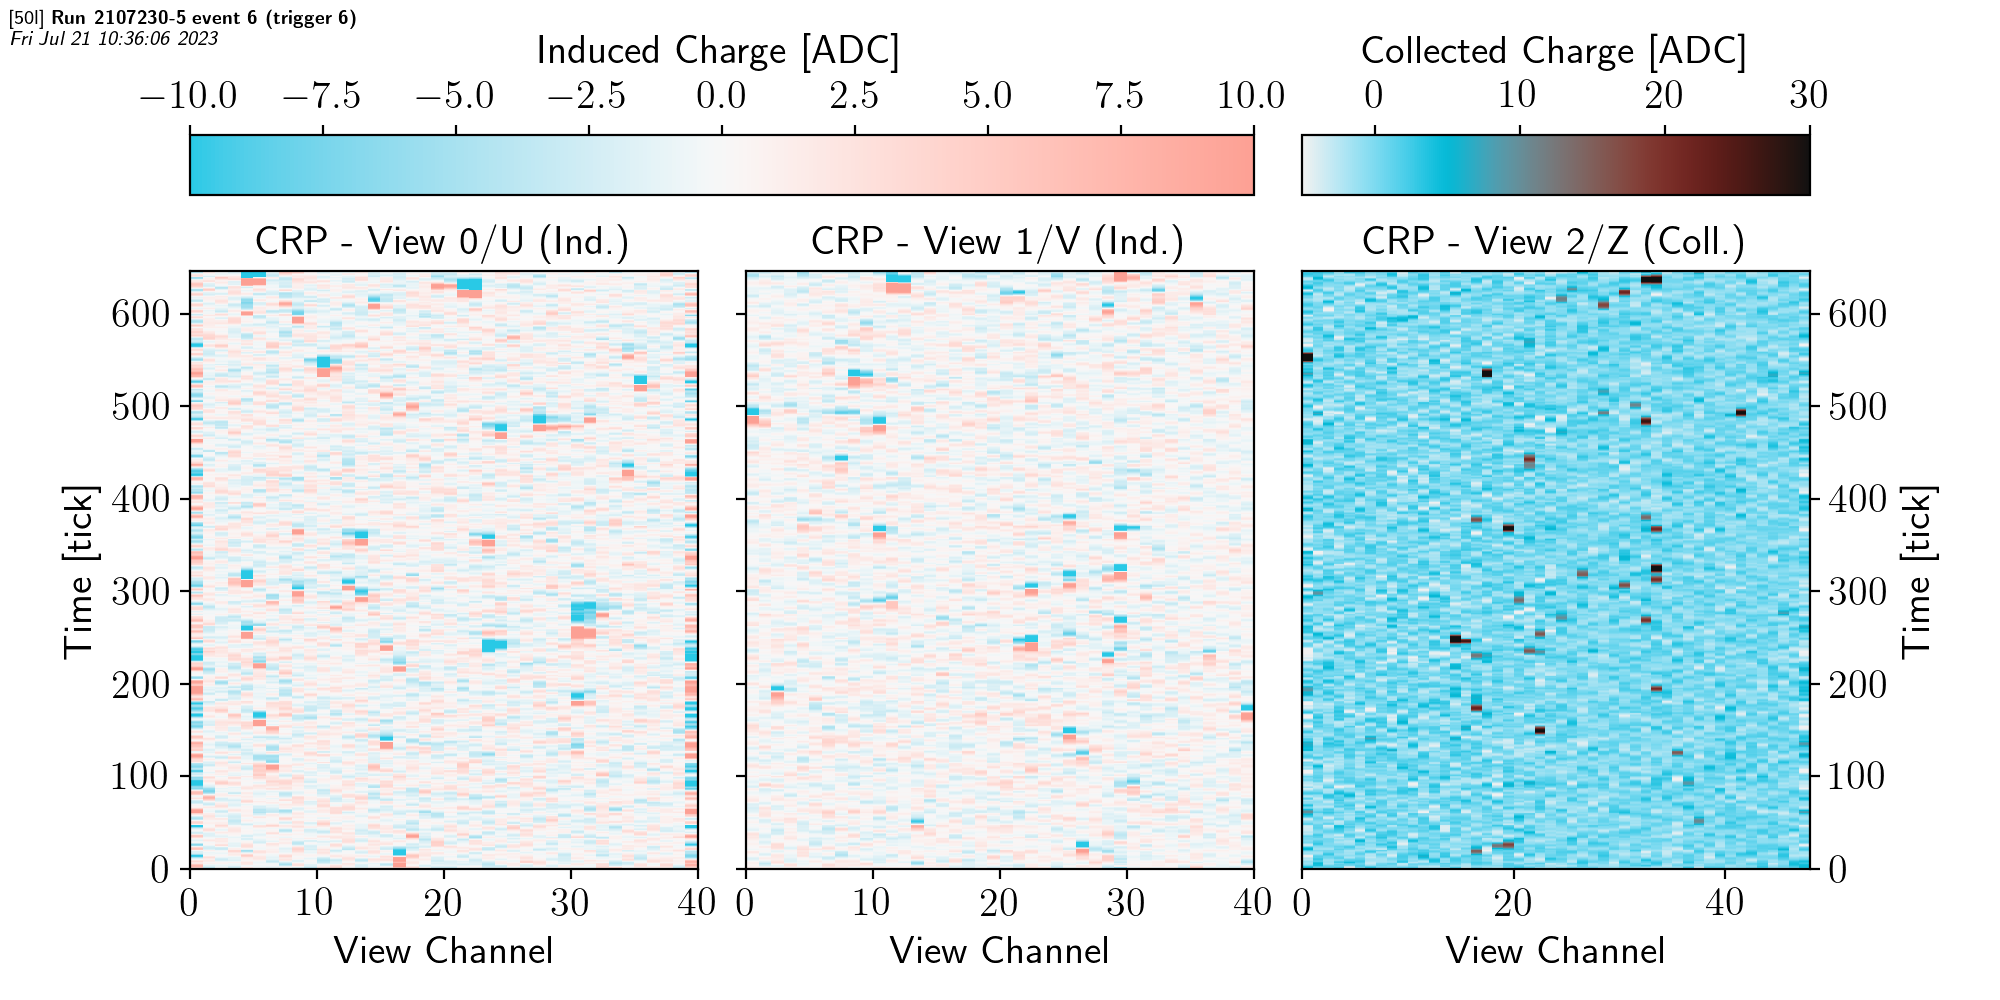 [50l] Run 2107230-5 event 6 (trigger 6)
Fri Jul 21 10:36:06 2023
Induced Charge [ADC]
−10.0 −7.5 −5.0 −2.5 0.0 2.5 5.0 7.5 10.0
Collected Charge [ADC]
0 10 20 30
CRP - View 0/U (Ind.)
CRP - View 1/V (Ind.)
CRP - View 2/Z (Coll.)
Time [tick]
600
500
400
300
200
100
0
0 10 20 30 40
View Channel
0 10 20 30 40
View Channel
0 20 40
View Channel
600
500
400
300
200
100
0
Time [tick]